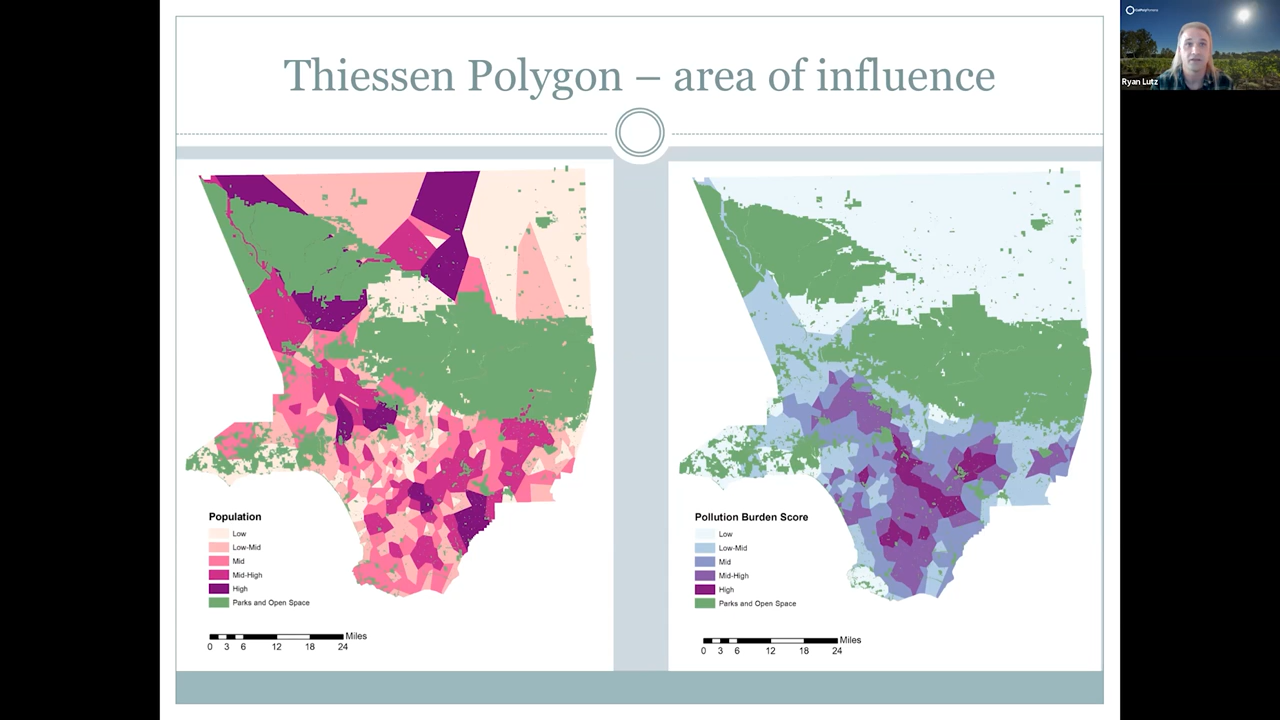 Thiessen Polygon – area of influence
Population
Low
Low-Mid
Mid
Mid-High
High
Parks and Open Space
Miles
0 3 6 12 18 24
Pollution Burden Score
Low
Low-Mid
Mid
Mid-High
High
Parks and Open Space
Miles
0 3 6 12 18 24
Ryan Lutz